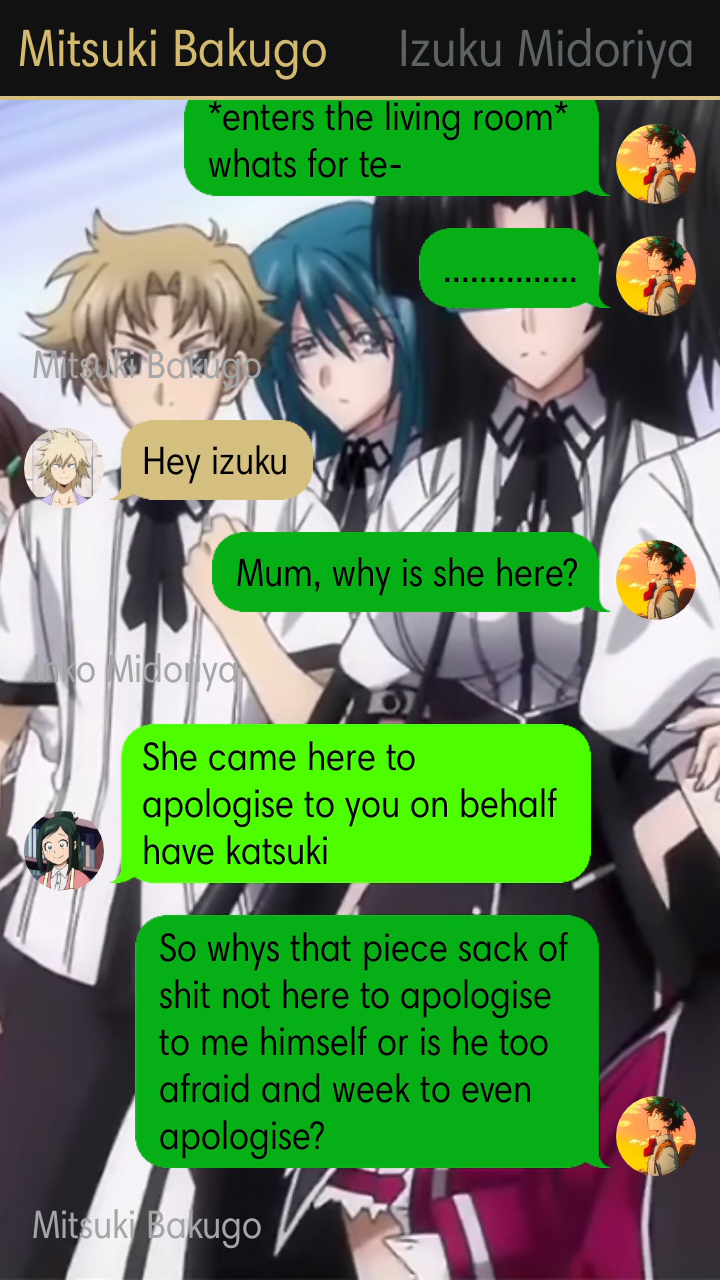 Mitsuki Bakugo Izuku Midoriya
*enters the living room*
whats for te-
...............
Mitsuki Bakugo
Hey izuku
Mum, why is she here?
Inko Midoriya
She came here to
apologise to you on behalf
have katsuki
So whys that piece sack of
shit not here to apologise
to me himself or is he too
afraid and week to even
apologise?
Mitsuki Bakugo